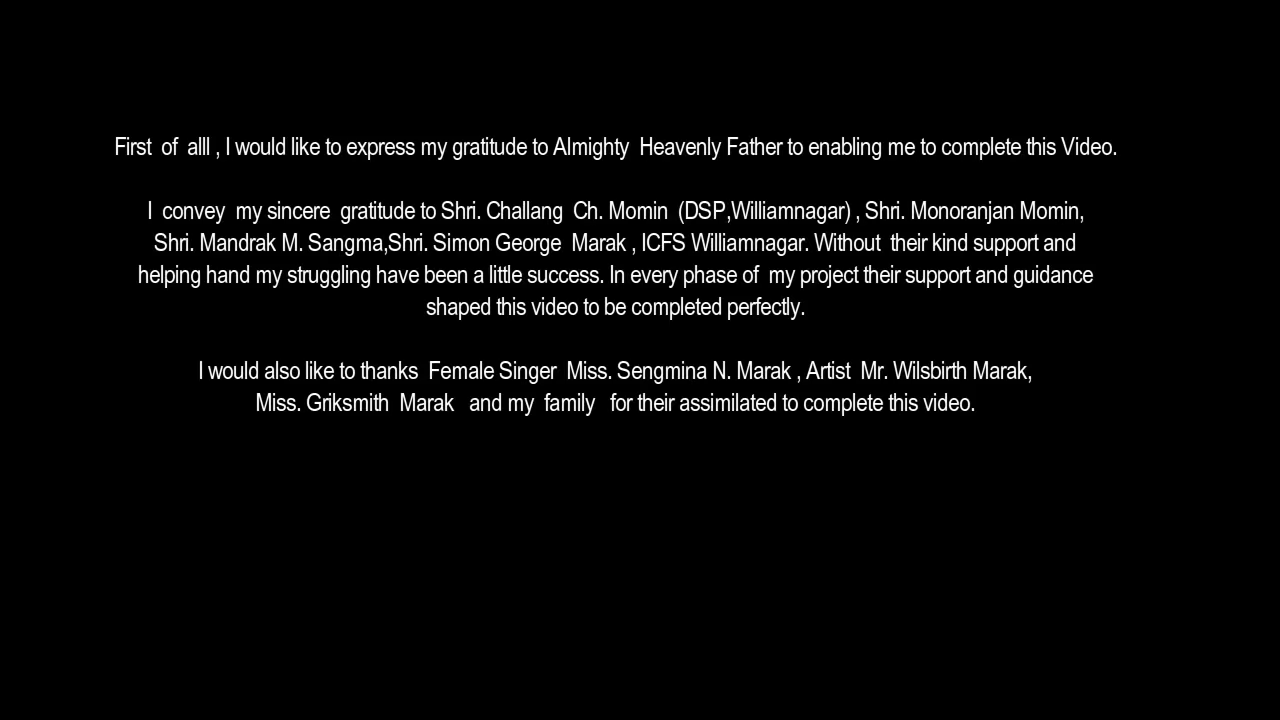 First of alll , I would like to express my gratitude to Almighty Heavenly Father to enabling me to complete this Video.
I convey my sincere gratitude to Shri. Challang Ch. Momin (DSP,Williamnagar) , Shri. Monoranjan Momin,
Shri. Mandrak M. Sangma,Shri. Simon George Marak , ICFS Williamnagar. Without their kind support and
helping hand my struggling have been a little success. In every phase of my project their support and guidance
shaped this video to be completed perfectly.
I would also like to thanks Female Singer Miss. Sengmina N. Marak , Artist Mr. Wilsbirth Marak,
Miss. Griksmith Marak and my family for their assimilated to complete this video.